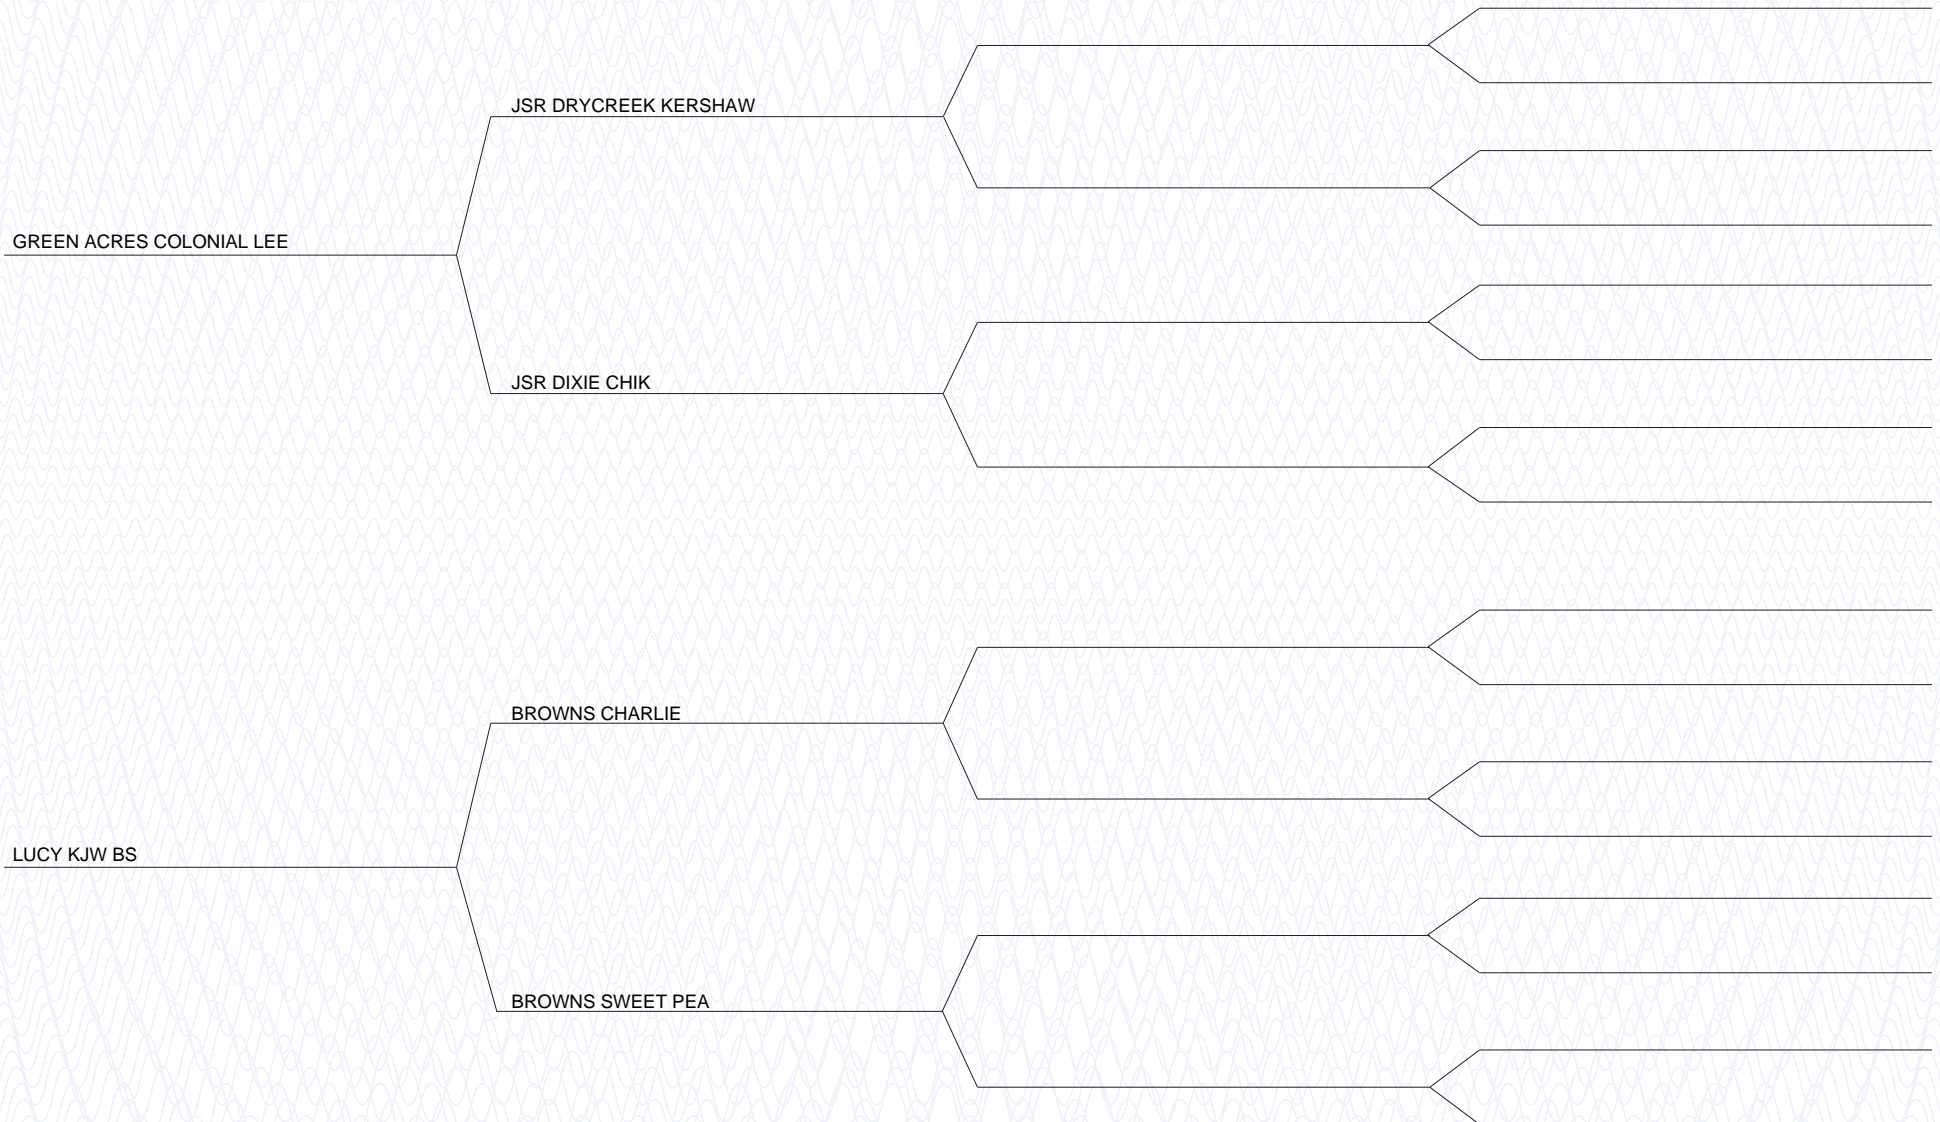 JSR DRYCREEK KERSHAW
GREEN ACRES COLONIAL LEE
JSR DIXIE CHIK
BROWNS CHARLIE
LUCY KJW BS
BROWNS SWEET PEA